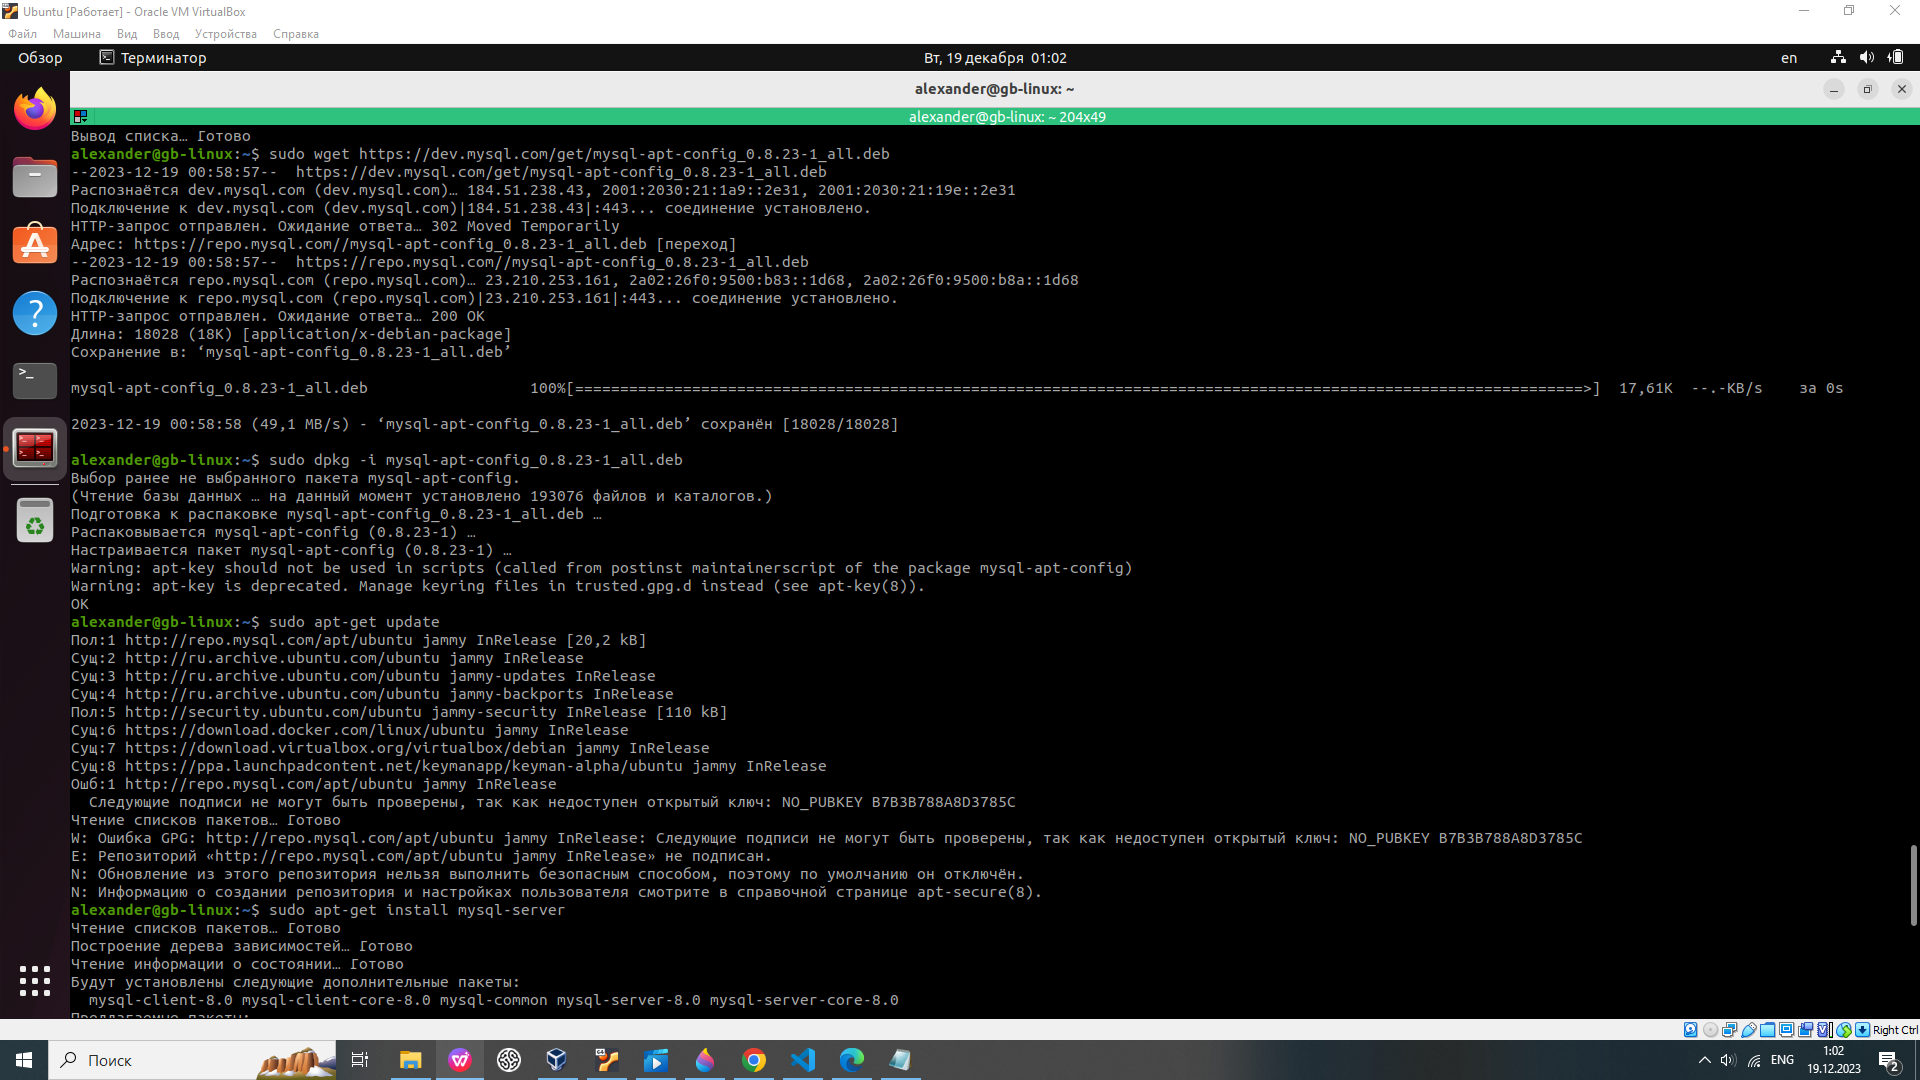 Ubuntu [Работает] - Oracle VM VirtualBox
Файл Машина Вид Ввод Устройства Справка
Обзор Терминатор Вт, 19 декабря 01:02 en
alexander@gb-linux: ~
alexander@gb-linux: ~ 204x49
Вывод списка… Готово
alexander@gb-linux:~$ sudo wget https://dev.mysql.com/get/mysql-apt-config_0.8.23-1_all.deb
--2023-12-19 00:58:57-- https://dev.mysql.com/get/mysql-apt-config_0.8.23-1_all.deb
Распознаётся dev.mysql.com (dev.mysql.com)… 184.51.238.43, 2001:2030:21:1a9::2e31, 2001:2030:21:19e::2e31
Подключение к dev.mysql.com (dev.mysql.com)|184.51.238.43|:443... соединение установлено.
HTTP-запрос отправлен. Ожидание ответа… 302 Moved Temporarily
Адрес: https://repo.mysql.com//mysql-apt-config_0.8.23-1_all.deb [переход]
--2023-12-19 00:58:57-- https://repo.mysql.com//mysql-apt-config_0.8.23-1_all.deb
Распознаётся repo.mysql.com (repo.mysql.com)… 23.210.253.161, 2a02:26f0:9500:b83::1d68, 2a02:26f0:9500:b8a::1d68
Подключение к repo.mysql.com (repo.mysql.com)|23.210.253.161|:443... соединение установлено.
HTTP-запрос отправлен. Ожидание ответа… 200 OK
Длина: 18028 (18K) [application/x-debian-package]
Сохранение в: ‘mysql-apt-config_0.8.23-1_all.deb’
mysql-apt-config_0.8.23-1_all.deb 100%[================================================================================================================>] 17,61K --.-KB/s за 0s
2023-12-19 00:58:58 (49,1 MB/s) - ‘mysql-apt-config_0.8.23-1_all.deb’ сохранён [18028/18028]
alexander@gb-linux:~$ sudo dpkg -i mysql-apt-config_0.8.23-1_all.deb
Выбор ранее не выбранного пакета mysql-apt-config.
(Чтение базы данных … на данный момент установлено 193076 файлов и каталогов.)
Подготовка к распаковке mysql-apt-config_0.8.23-1_all.deb …
Распаковывается mysql-apt-config (0.8.23-1) …
Настраивается пакет mysql-apt-config (0.8.23-1) …
Warning: apt-key should not be used in scripts (called from postinst maintainerscript of the package mysql-apt-config)
Warning: apt-key is deprecated. Manage keyring files in trusted.gpg.d instead (see apt-key(8)).
OK
alexander@gb-linux:~$ sudo apt-get update
Пол:1 http://repo.mysql.com/apt/ubuntu jammy InRelease [20,2 kB]
Сущ:2 http://ru.archive.ubuntu.com/ubuntu jammy InRelease
Сущ:3 http://ru.archive.ubuntu.com/ubuntu jammy-updates InRelease
Сущ:4 http://ru.archive.ubuntu.com/ubuntu jammy-backports InRelease
Пол:5 http://security.ubuntu.com/ubuntu jammy-security InRelease [110 kB]
Сущ:6 https://download.docker.com/linux/ubuntu jammy InRelease
Сущ:7 https://download.virtualbox.org/virtualbox/debian jammy InRelease
Сущ:8 https://ppa.launchpadcontent.net/keymanapp/keyman-alpha/ubuntu jammy InRelease
Ошб:1 http://repo.mysql.com/apt/ubuntu jammy InRelease
Следующие подписи не могут быть проверены, так как недоступен открытый ключ: NO_PUBKEY B7B3B788A8D3785C
Чтение списков пакетов… Готово
W: Ошибка GPG: http://repo.mysql.com/apt/ubuntu jammy InRelease: Следующие подписи не могут быть проверены, так как недоступен открытый ключ: NO_PUBKEY B7B3B788A8D3785C
E: Репозиторий «http://repo.mysql.com/apt/ubuntu jammy InRelease» не подписан.
N: Обновление из этого репозитория нельзя выполнить безопасным способом, поэтому по умолчанию он отключён.
N: Информацию о создании репозитория и настройках пользователя смотрите в справочной странице apt-secure(8).
alexander@gb-linux:~$ sudo apt-get install mysql-server
Чтение списков пакетов… Готово
Построение дерева зависимостей… Готово
Чтение информации о состоянии… Готово
Будут установлены следующие дополнительные пакеты:
mysql-client-8.0 mysql-client-core-8.0 mysql-common mysql-server-8.0 mysql-server-core-8.0
Предлагаемые пакеты:
Right Ctrl
Поиск
ENG 1:02
19.12.2023 2